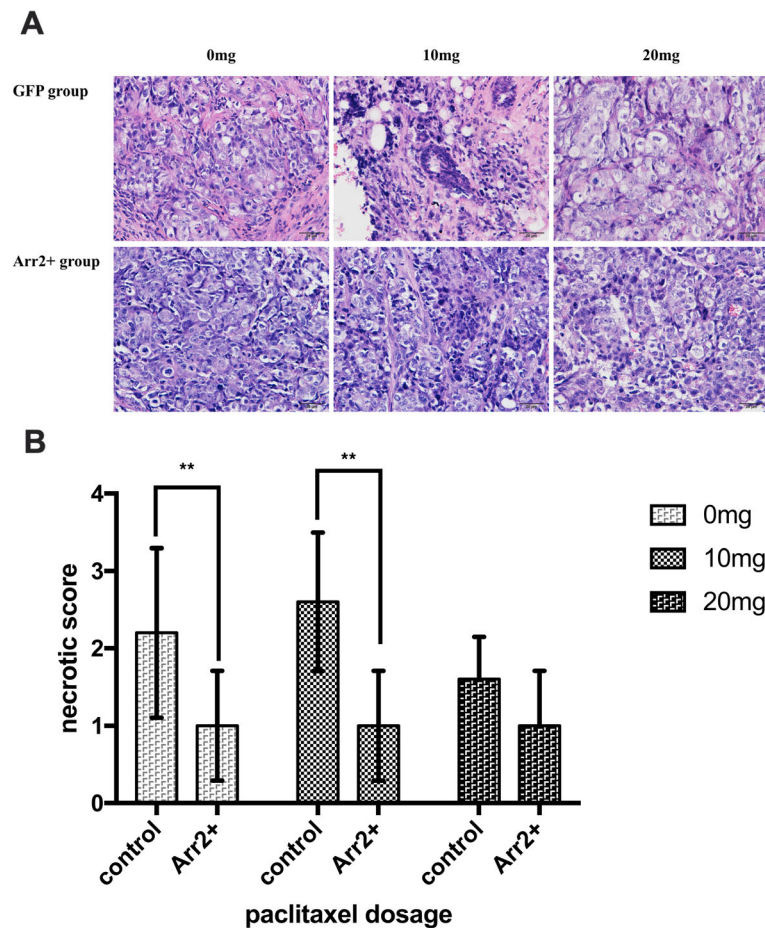 A
0mg 10mg 20mg
GFP group
Arr2+ group
B
** **
4
3
2
1
0
necrotic score
control Arr2+ control Arr2+ control Arr2+
paclitaxel dosage
0mg
10mg
20mg